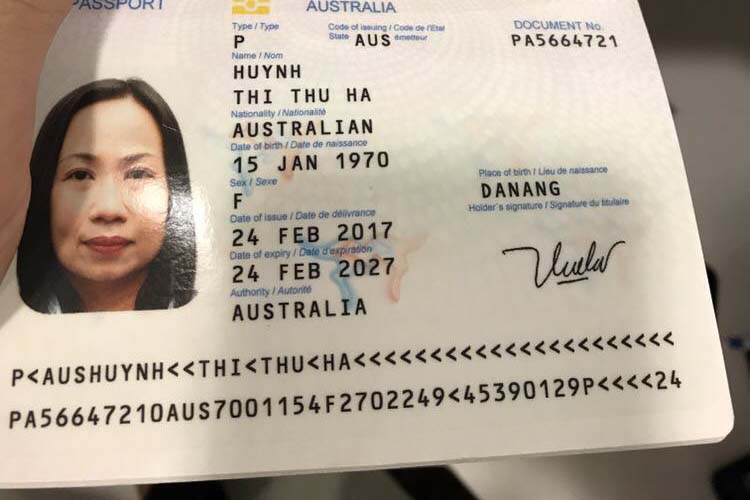 PASSPORT
AUSTRALIA
Type / Type
P
Code of issuing / Code de l'Etat
State AUS émetteur
DOCUMENT No.
PA5664721
Name / Nom
HUYNH
THI THU HA
Nationality / Nationalité
AUSTRALIAN
Date of birth / Date de naissance
15 JAN 1970
Sex / Sexe
F
Place of birth / Lieu de naissance
DANANG
Date of issue / Date de délivrance
24 FEB 2017
Holder's signature / Signature du titulaire
Date of expiry / Date d'expiration
24 FEB 2027
Authority / Autorité
AUSTRALIA
P<AUSHUYNH<<THI<THU<HA<<<<<<<<<<<<<<<<<<<<<<
PA56647210AUS7001154F2702249<45390129P<<<<24